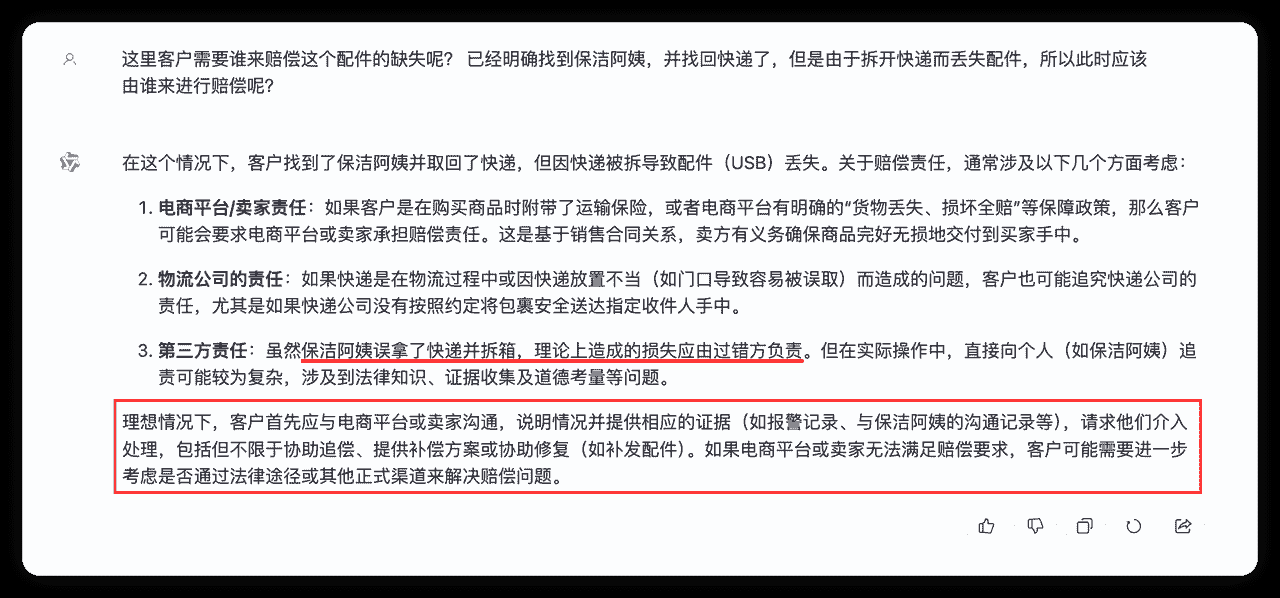 这里客户需要谁来赔偿这个配件的缺失呢？ 已经明确找到保洁阿姨，并找回快递了，但是由于拆开快递而丢失配件，所以此时应该
由谁来进行赔偿呢？
在这个情况下，客户找到了保洁阿姨并取回了快递，但因快递被拆导致配件（USB）丢失。关于赔偿责任，通常涉及以下几个方面考虑：
1. 电商平台/卖家责任：如果客户是在购买商品时附带了运输保险，或者电商平台有明确的“货物丢失、损坏全赔”等保障政策，那么客户
可能会要求电商平台或卖家承担赔偿责任。这是基于销售合同关系，卖方有义务确保商品完好无损地交付到买家手中。
2. 物流公司的责任：如果快递是在物流过程中或因快递放置不当（如门口导致容易被误取）而造成的问题，客户也可能追究快递公司的
责任，尤其是如果快递公司没有按照约定将包裹安全送达指定收件人手中。
3. 第三方责任：虽然保洁阿姨误拿了快递并拆箱，理论上造成的损失应由过错方负责。但在实际操作中，直接向个人（如保洁阿姨）追
责可能较为复杂，涉及到法律知识、证据收集及道德考量等问题。
理想情况下，客户首先应与电商平台或卖家沟通，说明情况并提供相应的证据（如报警记录、与保洁阿姨的沟通记录等），请求他们介入
处理，包括但不限于协助追偿、提供补偿方案或协助修复（如补发配件）。如果电商平台或卖家无法满足赔偿要求，客户可能需要进一步
考虑是否通过法律途径或其他正式渠道来解决赔偿问题。